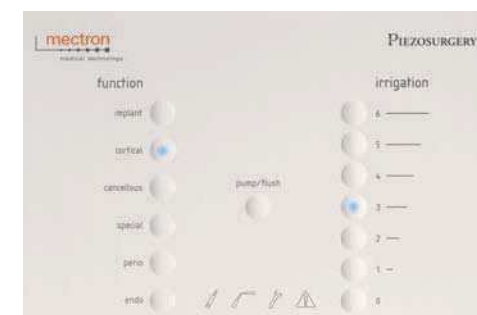 mectron
medical technology
PIEZOSURGERY
function
irrigation
implant
cortical
cancellous
special
perio
endo
pump/flush
6
5
4
3
2
1
0